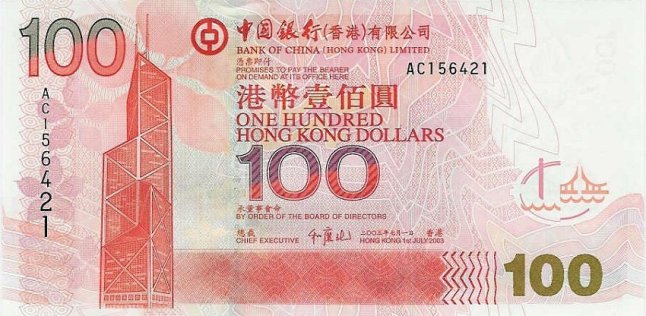 100
中國銀行(香港)有限公司
BANK OF CHINA (HONG KONG) LIMITED
憑票即付
PROMISES TO PAY THE BEARER
ON DEMAND AT ITS OFFICE HERE
AC156421
AC156421
港幣壹佰圓
ONE HUNDRED
HONG KONG DOLLARS
100
承董事會命
BY ORDER OF THE BOARD OF DIRECTORS
總裁
CHIEF EXECUTIVE
二〇〇三年七月一日 香港
HONG KONG 1st JULY 2003
100